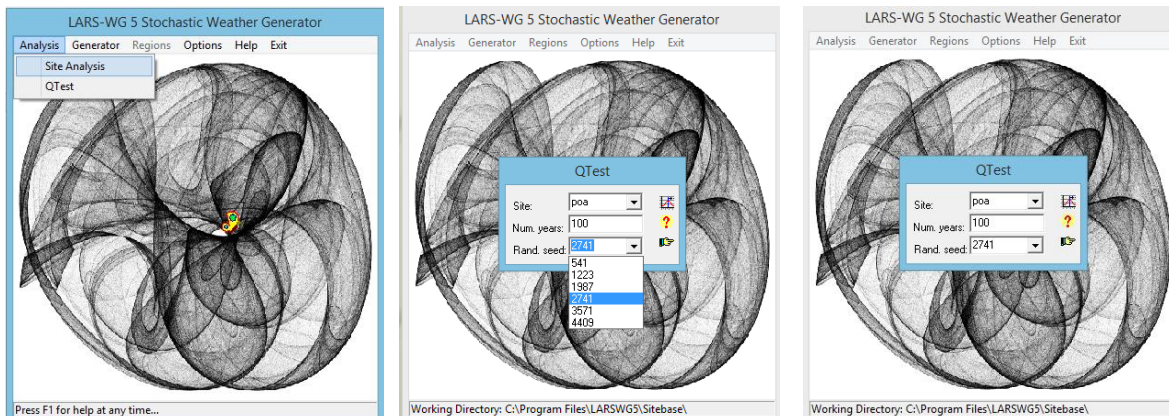 LARS-WG 5 Stochastic Weather Generator
Analysis Generator Regions Options Help Exit
Site Analysis
QTest
Press F1 for help at any time...
LARS-WG 5 Stochastic Weather Generator
Analysis Generator Regions Options Help Exit
QTest
Site: poa
Num. years: 100 ?
Rand. seed: 2741
541
1223
1987
2741
3571
4409
Working Directory: C:\Program Files\LARSWG5\Sitebase\
LARS-WG 5 Stochastic Weather Generator
Analysis Generator Regions Options Help Exit
QTest
Site: poa
Num. years: 100 ?
Rand. seed: 2741
Working Directory: C:\Program Files\LARSWG5\Sitebase\